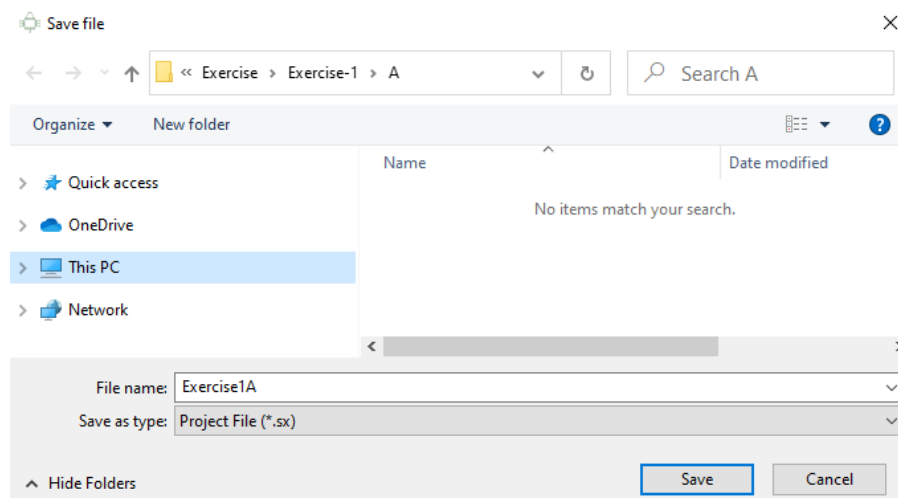 Save file
« Exercise > Exercise-1 > A
Search A
Organize
New folder
Name
Date modified
Quick access
No items match your search.
OneDrive
This PC
Network
File name: Exercise1A
Save as type: Project File (*.sx)
Hide Folders
Save
Cancel